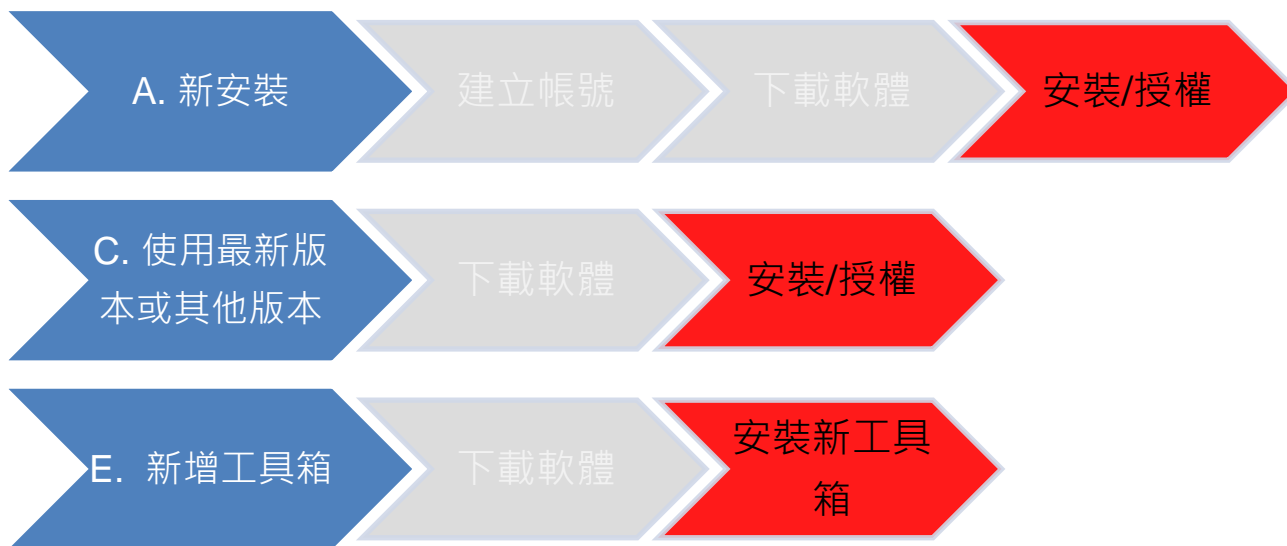 A. 新安裝
建立帳號
下載軟體
安裝/授權
C. 使用最新版
本或其他版本
下載軟體
安裝/授權
E. 新增工具箱
下載軟體
安裝新工具
箱